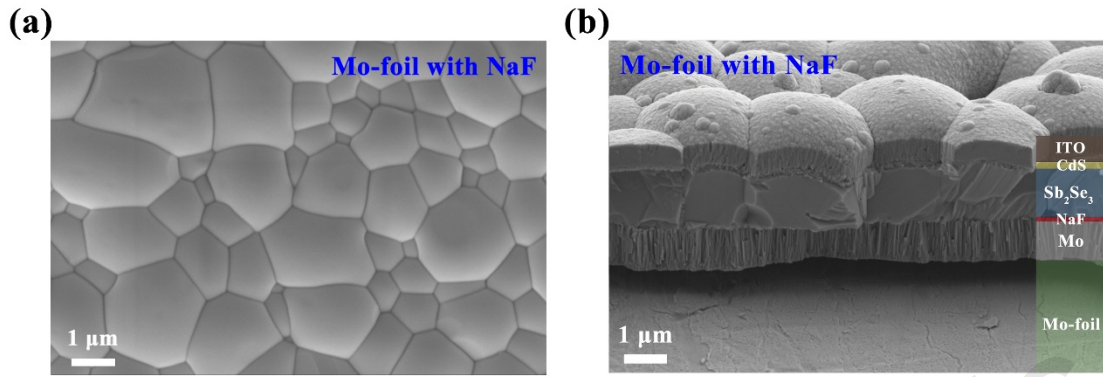 (a)
Mo-foil with NaF
1 μm
(b)
Mo-foil with NaF
ITO
CdS
Sb₂Se₃
NaF
Mo
Mo-foil
1 μm